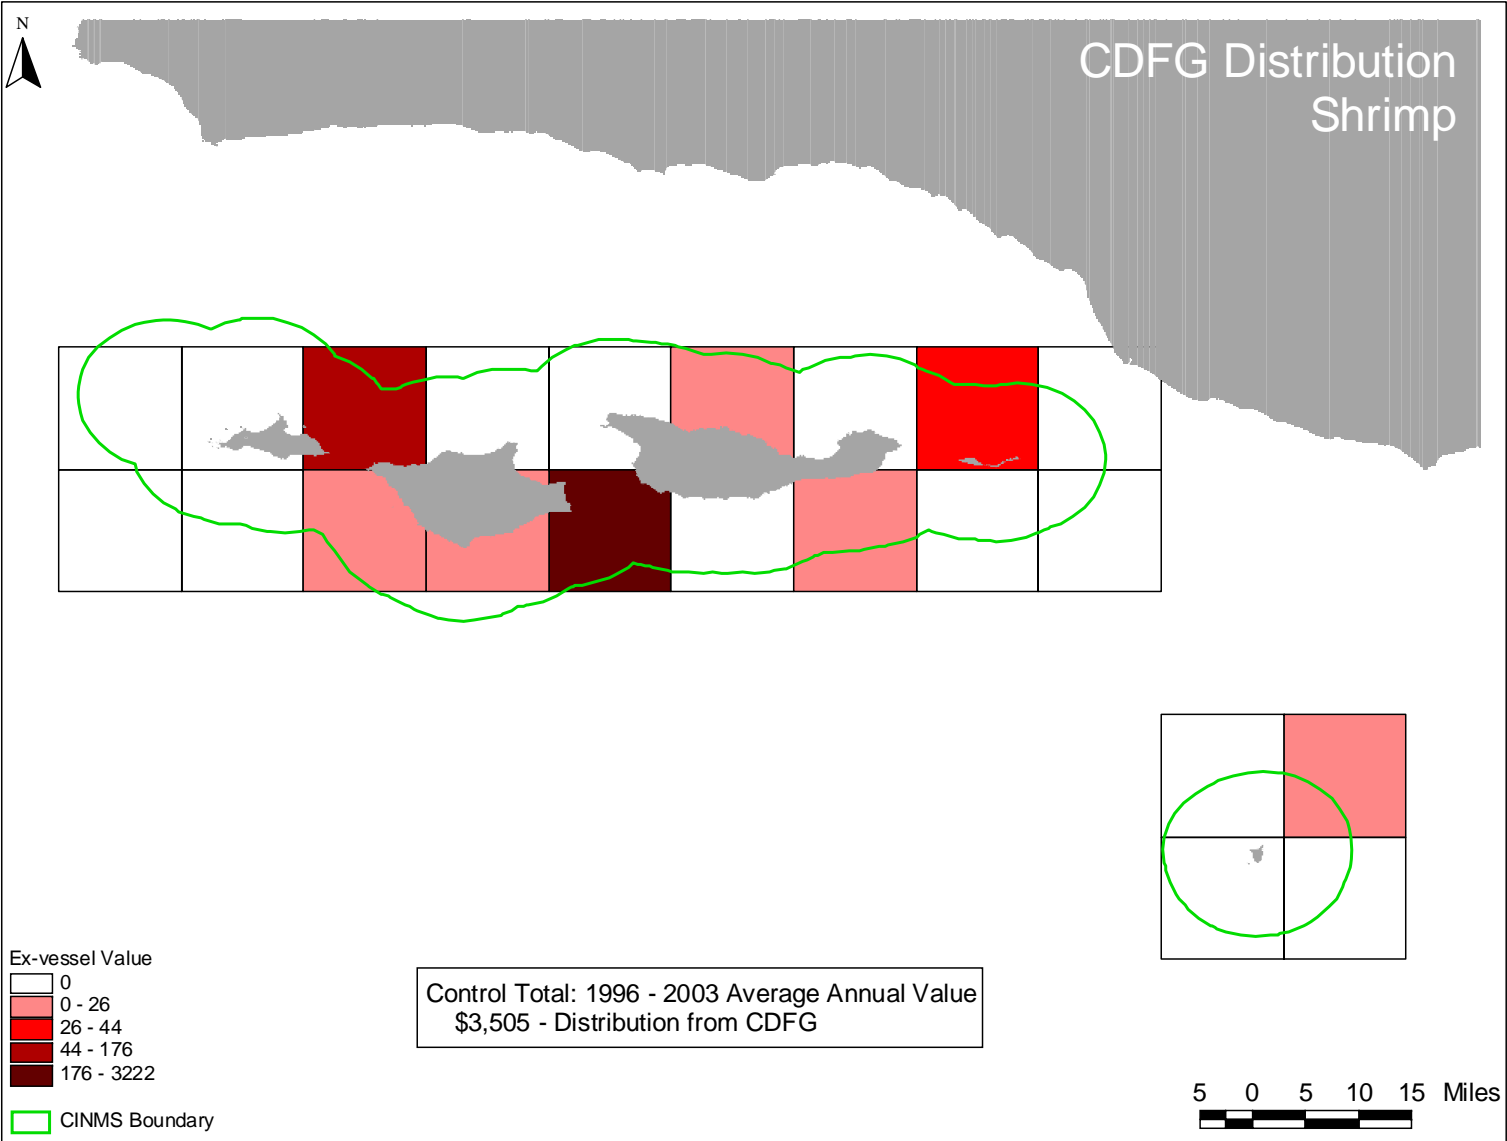 N
CDFG Distribution
Shrimp
Ex-vessel Value
0
0 - 26
26 - 44
44 - 176
176 - 3222
CINMS Boundary
Control Total: 1996 - 2003 Average Annual Value
$3,505 - Distribution from CDFG
5 0 5 10 15 Miles